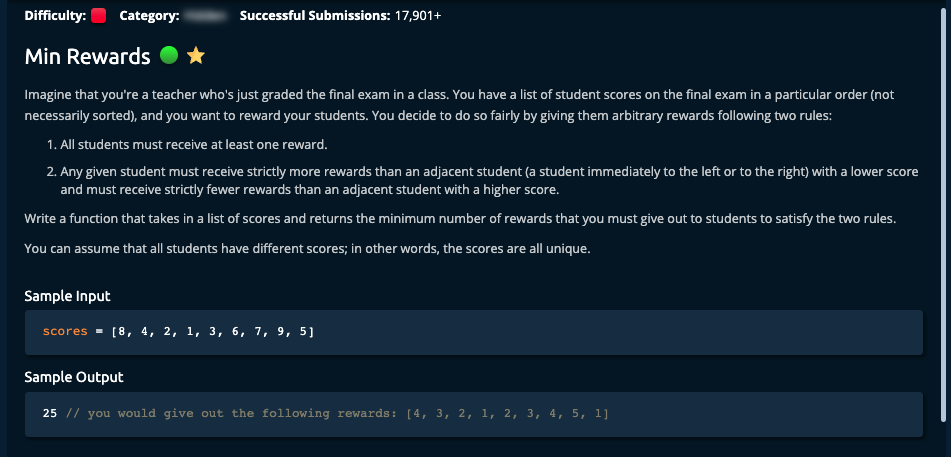 Difficulty: Category: Successful Submissions: 17,901+
Min Rewards
Imagine that you're a teacher who's just graded the final exam in a class. You have a list of student scores on the final exam in a particular order (not
necessarily sorted), and you want to reward your students. You decide to do so fairly by giving them arbitrary rewards following two rules:
1. All students must receive at least one reward.
2. Any given student must receive strictly more rewards than an adjacent student (a student immediately to the left or to the right) with a lower score
and must receive strictly fewer rewards than an adjacent student with a higher score.
Write a function that takes in a list of scores and returns the minimum number of rewards that you must give out to students to satisfy the two rules.
You can assume that all students have different scores; in other words, the scores are all unique.
Sample Input
scores = [8, 4, 2, 1, 3, 6, 7, 9, 5]
Sample Output
25 // you would give out the following rewards: [4, 3, 2, 1, 2, 3, 4, 5, 1]